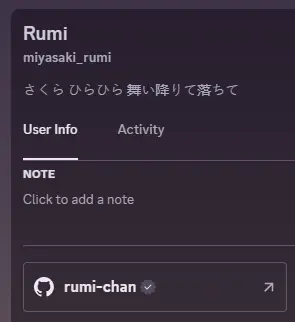 Rumi
miyasaki_rumi
さくら ひらひら 舞い降りて落ちて
User Info Activity
NOTE
Click to add a note
rumi-chan